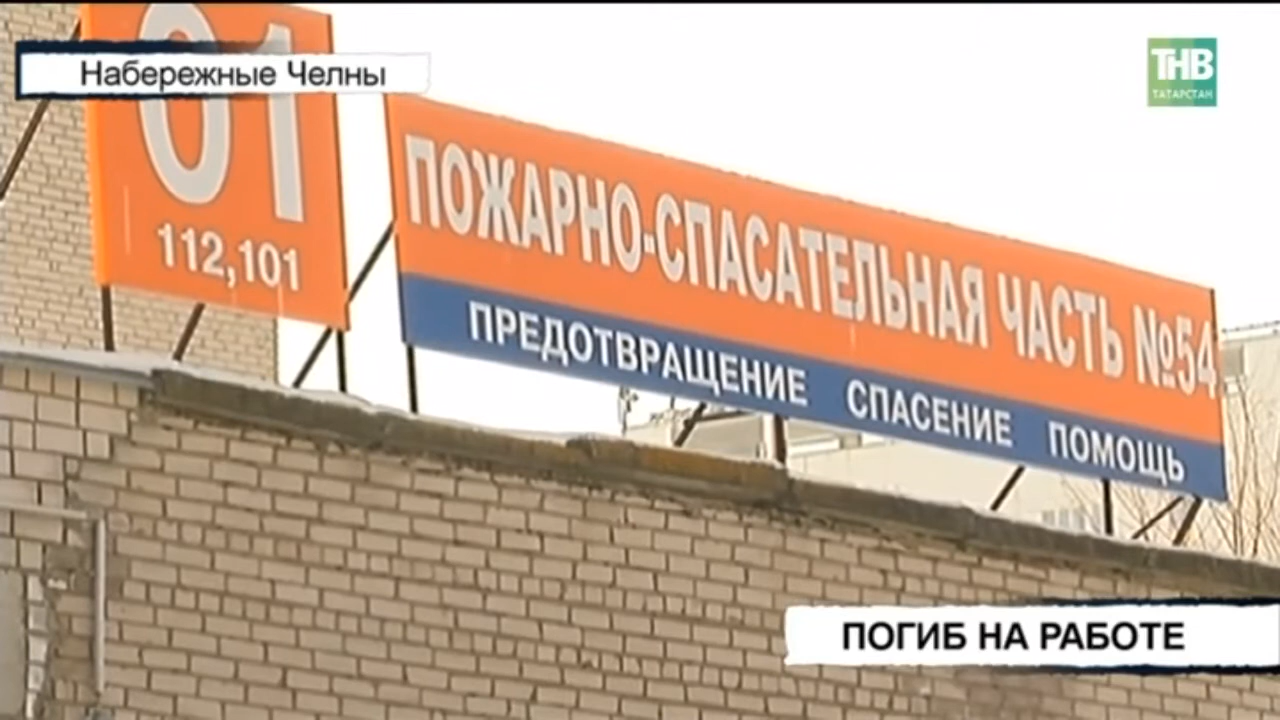 Набережные Челны
01
112,101
ТНВ
ТАТАРСТАН
ПОЖАРНО-СПАСАТЕЛЬНАЯ ЧАСТЬ №54
ПРЕДОТВРАЩЕНИЕ СПАСЕНИЕ ПОМОЩЬ
ПОГИБ НА РАБОТЕ